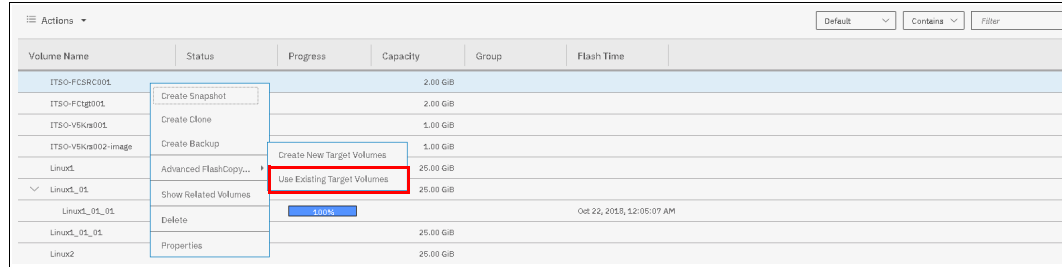 Actions
Default Contains Filter
Volume Name Status Progress Capacity Group Flash Time
ITSO-FCSRC001 2.00 GiB
ITSO-FCtgt001 Create Snapshot 2.00 GiB
ITSO-V5Krs001 Create Clone 1.00 GiB
ITSO-V5Krs002-image Create Backup 1.00 GiB
Create New Target Volumes
Linux1 Advanced FlashCopy... 25.00 GiB
Use Existing Target Volumes
Linux1_01 Show Related Volumes 25.00 GiB
Linux1_01_01 Delete 100% Oct 22, 2018, 12:05:07 AM
Linux1_01_01 25.00 GiB
Properties
Linux2 25.00 GiB